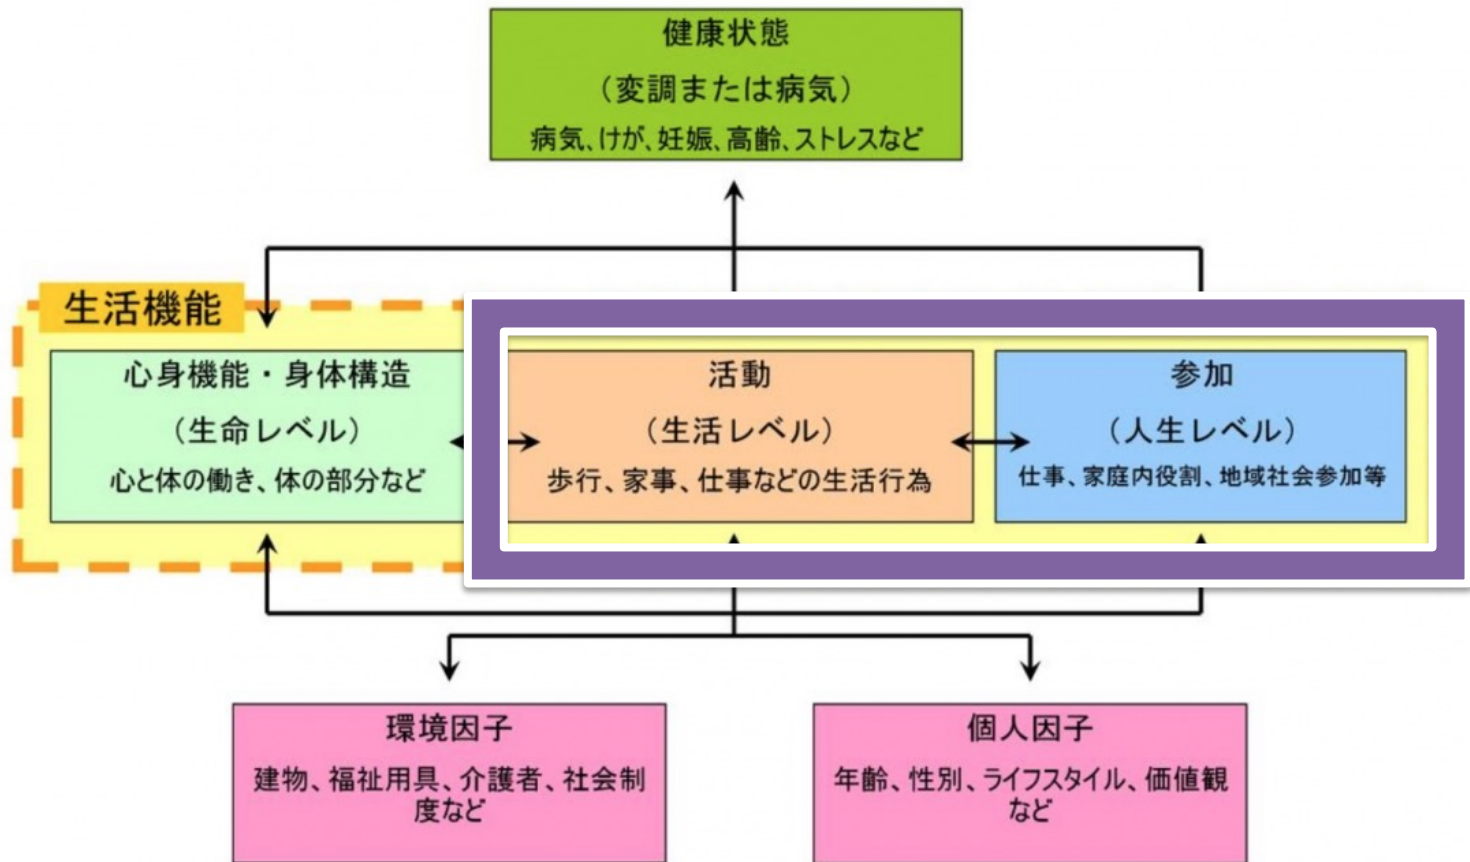 健康状態
（変調または病気）
病気、けが、妊娠、高齢、ストレスなど
生活機能
心身機能・身体構造
（生命レベル）
心と体の働き、体の部分など
活動
（生活レベル）
歩行、家事、仕事などの生活行為
参加
（人生レベル）
仕事、家庭内役割、地域社会参加等
環境因子
建物、福祉用具、介護者、社会制
度など
個人因子
年齢、性別、ライフスタイル、価値観
など